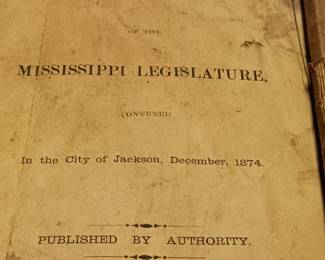 OF THE
MISSISSIPPI LEGISLATURE,
CONVENED
In the City of Jackson, December, 1874.
PUBLISHED BY AUTHORITY.